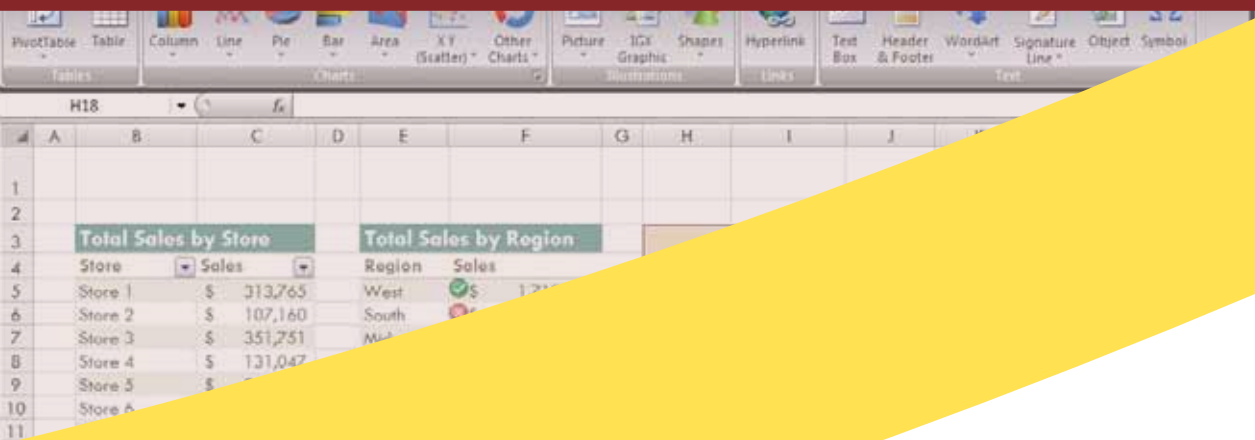 PivotTable Table Column Line Pie Bar Area X Y (Scatter) Other Charts Picture IGX Graphic Shapes Hyperlink Text Box Header & Footer WordArt Signature Line Object Symbol
Tables Charts Illustrations Links Text
H18 fx
A B C D E F G H I J
1
2
3 Total Sales by Store Total Sales by Region
4 Store Sales Region Sales
5 Store 1 $ 313,765 West $
6 Store 2 $ 107,160 South
7 Store 3 $ 351,751
8 Store 4 $ 131,047
9 Store 5 $
10 Store 6
11